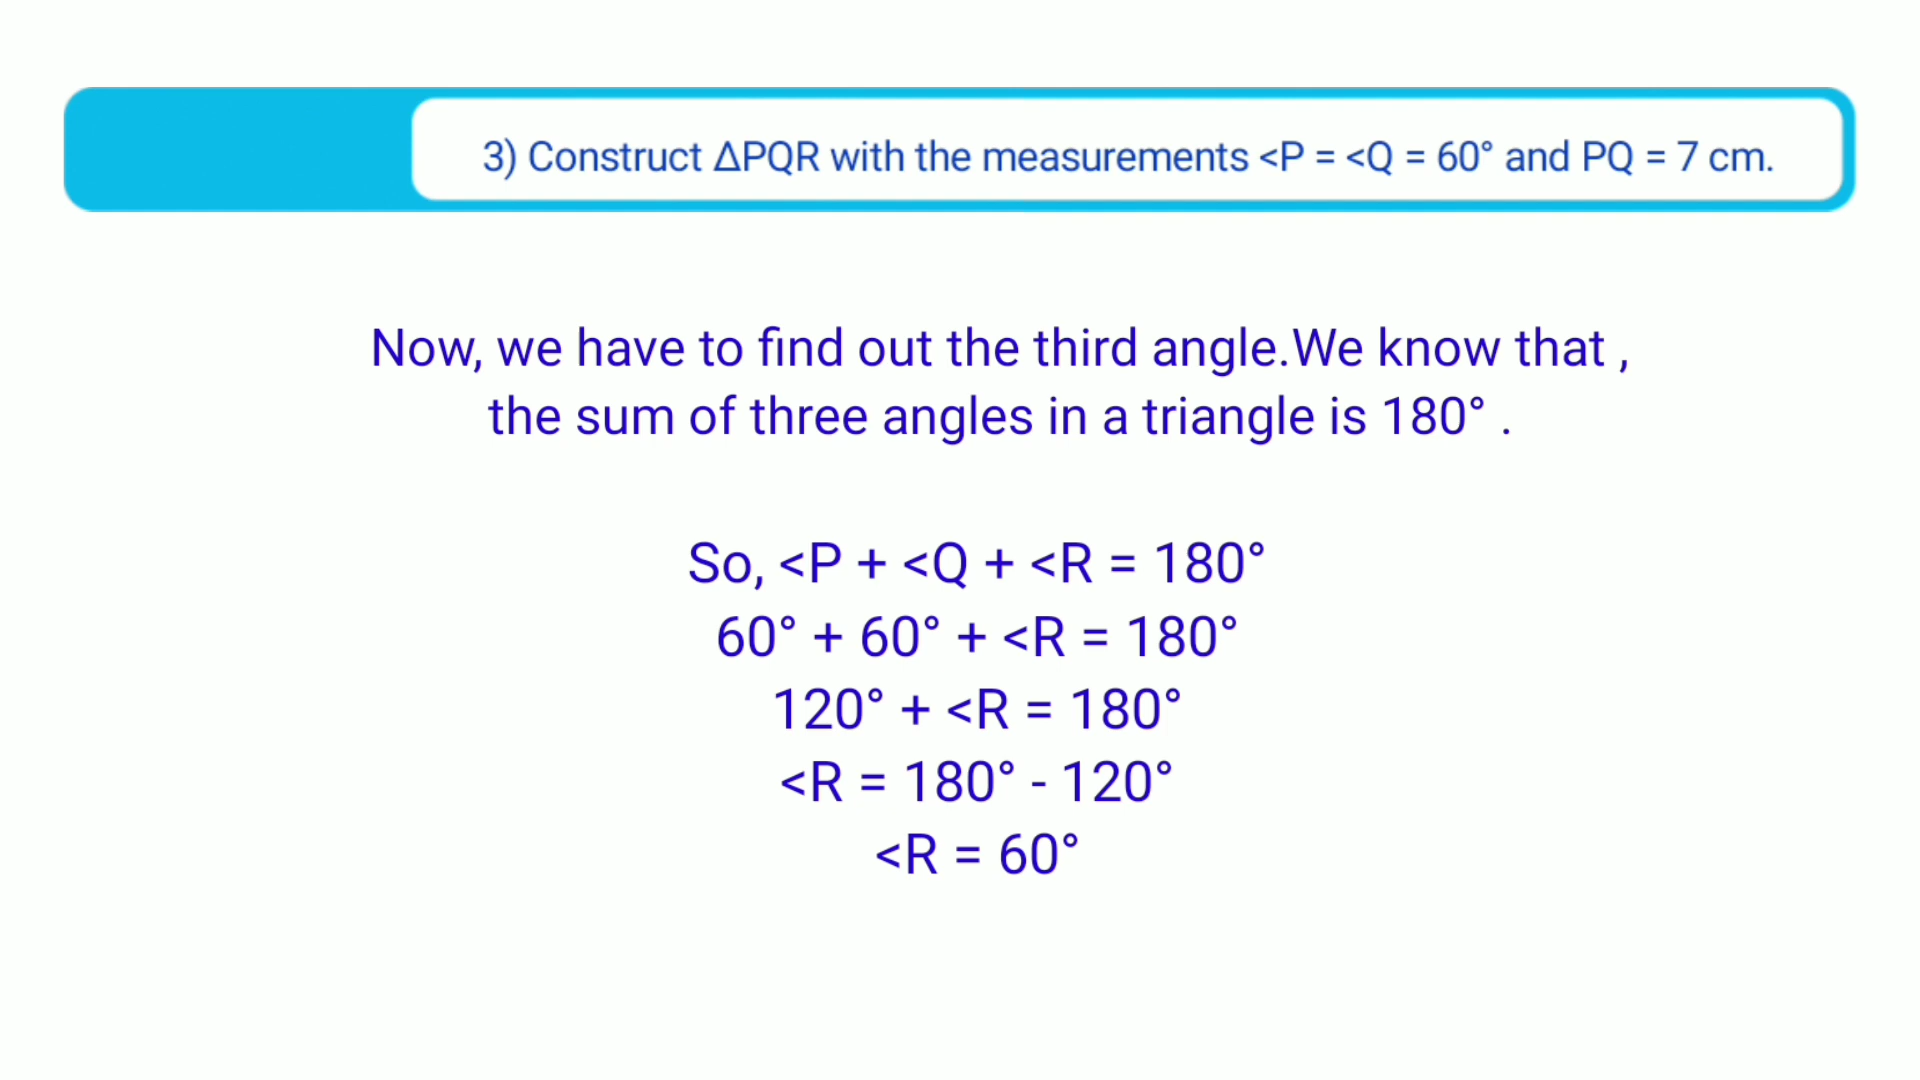 3) Construct ΔPQR with the measurements <P = <Q = 60° and PQ = 7 cm.
Now, we have to find out the third angle.We know that ,
the sum of three angles in a triangle is 180° .
So, <P + <Q + <R = 180°
60° + 60° + <R = 180°
120° + <R = 180°
<R = 180° - 120°
<R = 60°